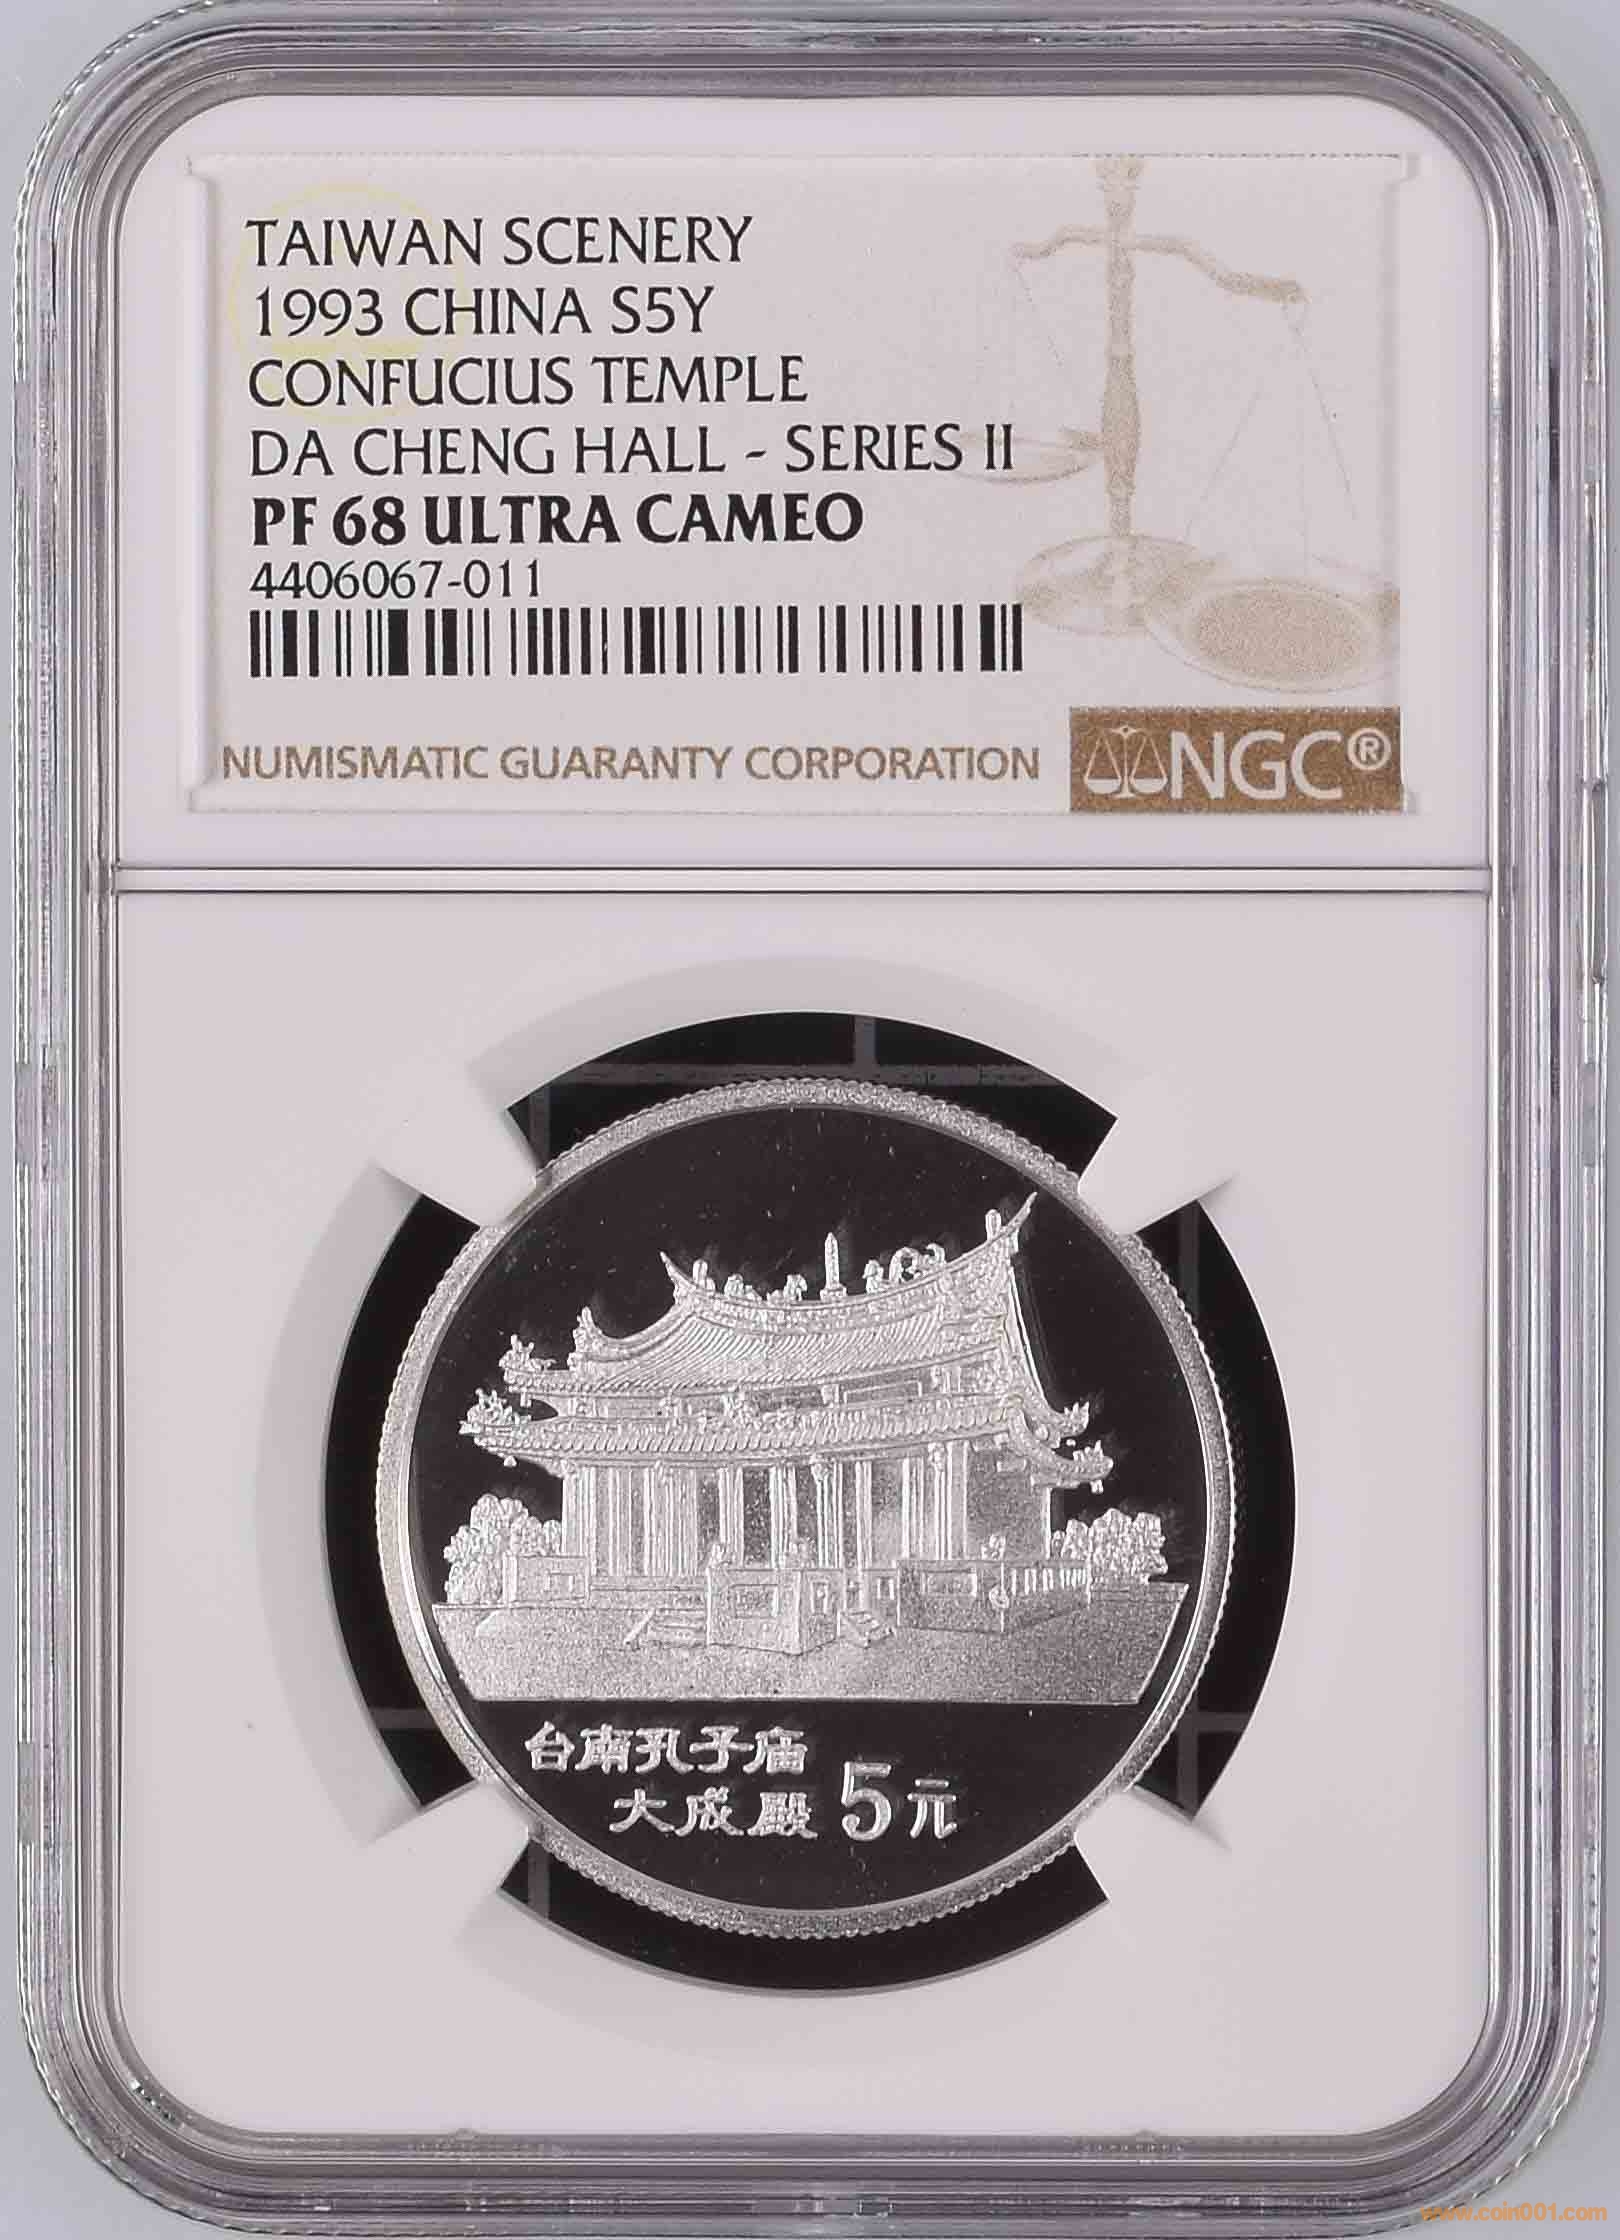 TAIWAN SCENERY
1993 CHINA S5Y
CONFUCIUS TEMPLE
DA CHENG HALL - SERIES II
PF 68 ULTRA CAMEO
4406067-011
NUMISMATIC GUARANTY CORPORATION
NGC®
台南孔子庙
大成殿 5元
www.coin001.com